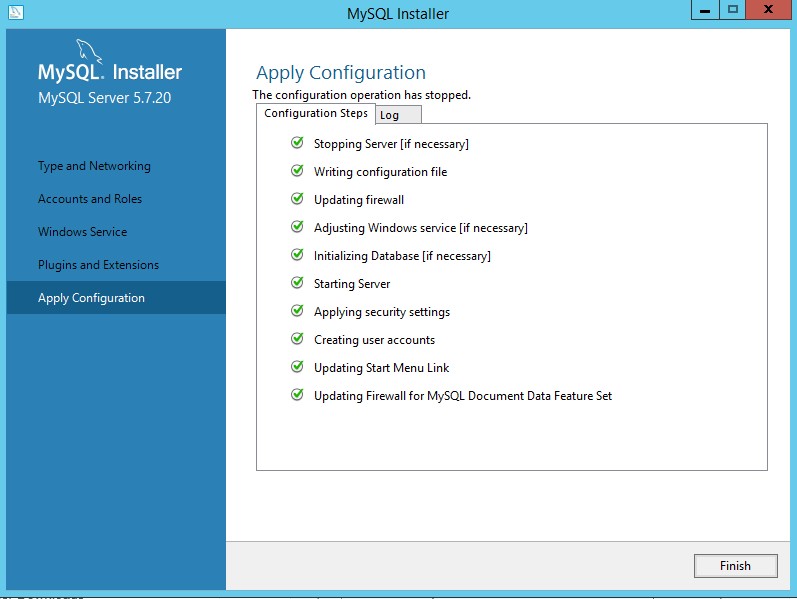 MySQL Installer
MySQL® Installer
MySQL Server 5.7.20
Type and Networking
Accounts and Roles
Windows Service
Plugins and Extensions
Apply Configuration
Apply Configuration
The configuration operation has stopped.
Configuration Steps Log
Stopping Server [if necessary]
Writing configuration file
Updating firewall
Adjusting Windows service [if necessary]
Initializing Database [if necessary]
Starting Server
Applying security settings
Creating user accounts
Updating Start Menu Link
Updating Firewall for MySQL Document Data Feature Set
Finish